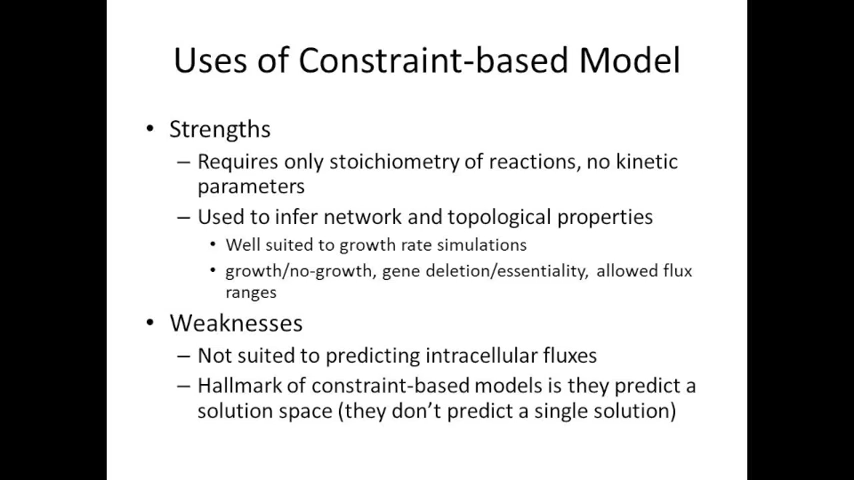 Uses of Constraint-based Model
• Strengths
– Requires only stoichiometry of reactions, no kinetic
parameters
– Used to infer network and topological properties
• Well suited to growth rate simulations
• growth/no-growth, gene deletion/essentiality, allowed flux
ranges
• Weaknesses
– Not suited to predicting intracellular fluxes
– Hallmark of constraint-based models is they predict a
solution space (they don’t predict a single solution)